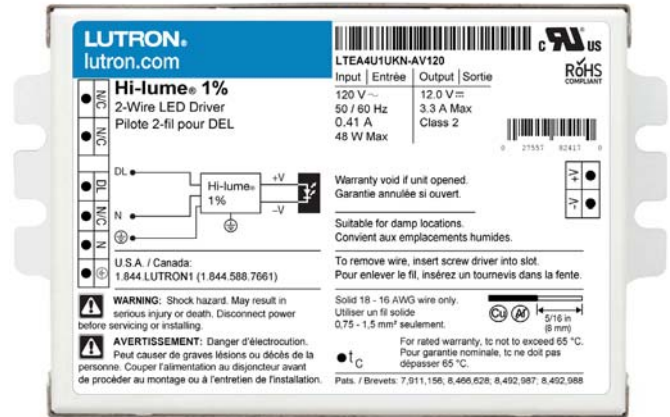 LUTRON®
lutron.com
Hi-lume® 1%
2-Wire LED Driver
Pilote 2-fil pour DEL
N/C
N/C
DL
N/C
N
DL
N
Hi-lume®
1%
+V
–V
U.S.A. / Canada:
1.844.LUTRON1 (1.844.588.7661)
WARNING: Shock hazard. May result in
serious injury or death. Disconnect power
before servicing or installing.
AVERTISSEMENT: Danger d'électrocution.
Peut causer de graves lésions ou décès de la
personne. Couper l'alimentation au disjoncteur avant
de procéder au montage ou à l'entretien de l'installation.
LTEA4U1UKN-AV120
Input | Entrée Output | Sortie
120 V ~ 12.0 V ⎓
50 / 60 Hz 3.3 A Max
0.41 A Class 2
48 W Max
c UR US
RoHS
COMPLIANT
0 27557 82417 0
+V
-V
Warranty void if unit opened.
Garantie annulée si ouvert.
Suitable for damp locations.
Convient aux emplacements humides.
To remove wire, insert screw driver into slot.
Pour enlever le fil, insérez un tournevis dans la fente.
Solid 18 - 16 AWG wire only.
Utiliser un fil solide
0,75 - 1,5 mm² seulement.
Cu Al
5/16 in
(8 mm)
tc
For rated warranty, tc not to exceed 65 °C.
Pour garantie nominale, tc ne doit pas
dépasser 65 °C.
Pats. / Brevets: 7,911,156; 8,466,628; 8,492,987; 8,492,988